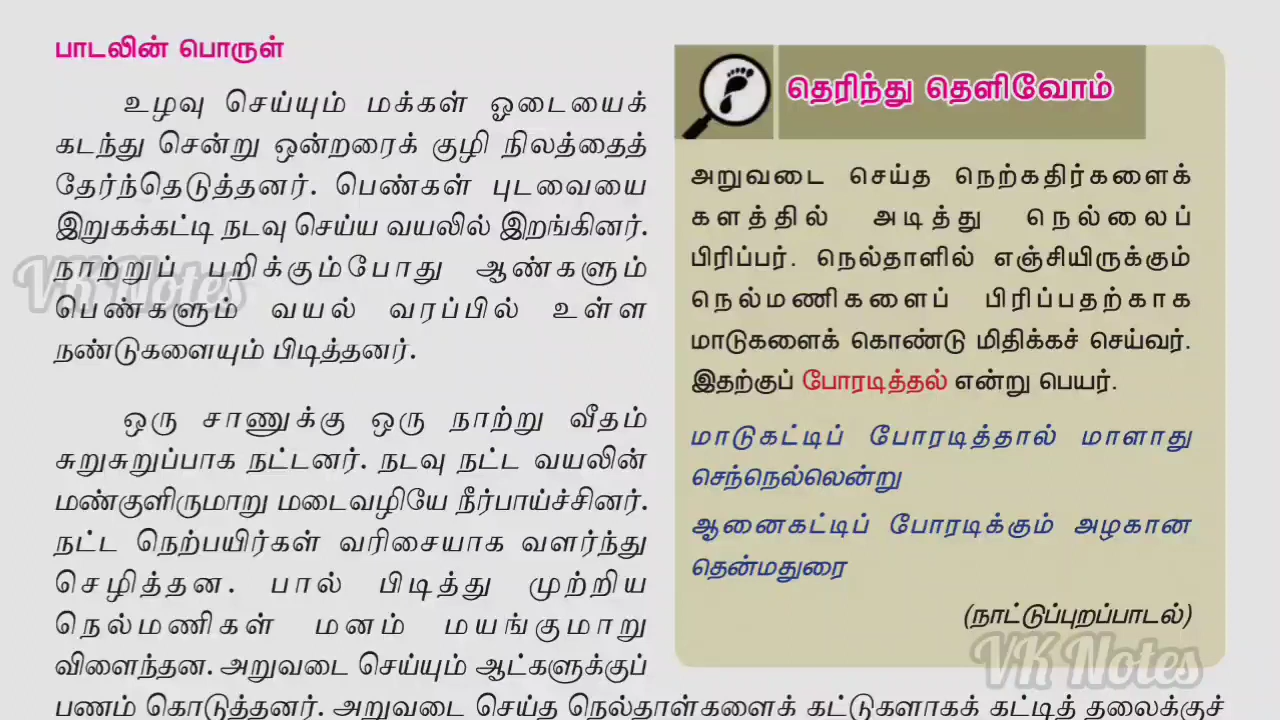 பாடலின் பொருள்
உழவு செய்யும் மக்கள் ஓடையைக்
கடந்து சென்று ஒன்றரைக் குழி நிலத்தைத்
தேர்ந்தெடுத்தனர். பெண்கள் புடவையை
இறுகக்கட்டி நடவு செய்ய வயலில் இறங்கினர்.
நாற்றுப் பறிக்கும்போது ஆண்களும்
பெண்களும் வயல் வரப்பில் உள்ள
நண்டுகளையும் பிடித்தனர்.
ஒரு சாணுக்கு ஒரு நாற்று வீதம்
சுறுசுறுப்பாக நட்டனர். நடவு நட்ட வயலின்
மண்குளிருமாறு மடைவழியே நீர்பாய்ச்சினர்.
நட்ட நெற்பயிர்கள் வரிசையாக வளர்ந்து
செழித்தன. பால் பிடித்து முற்றிய
நெல்மணிகள் மனம் மயங்குமாறு
விளைந்தன. அறுவடை செய்யும் ஆட்களுக்குப்
பணம் கொடுத்தனர். அறுவடை செய்த நெல்தாள்களைக் கட்டுகளாகக் கட்டித் தலைக்குச்
தெரிந்து தெளிவோம்
அறுவடை செய்த நெற்கதிர்களைக்
களத்தில் அடித்து நெல்லைப்
பிரிப்பர். நெல்தாளில் எஞ்சியிருக்கும்
நெல்மணிகளைப் பிரிப்பதற்காக
மாடுகளைக் கொண்டு மிதிக்கச் செய்வர்.
இதற்குப் போரடித்தல் என்று பெயர்.
மாடுகட்டிப் போரடித்தால் மாளாது
செந்நெல்லென்று
ஆனைகட்டிப் போரடிக்கும் அழகான
தென்மதுரை
(நாட்டுப்புறப்பாடல்)
VK Notes
VK Notes